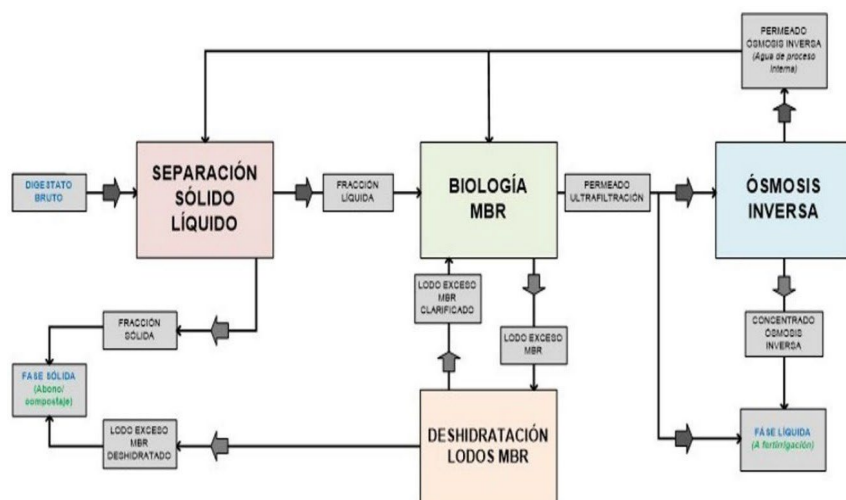 PERMEADO
ÓSMOSIS INVERSA
(Agua de proceso
interna)
DIGESTATO
BRUTO
SEPARACIÓN
SÓLIDO
LÍQUIDO
FRACCIÓN
LÍQUIDA
BIOLOGÍA
MBR
PERMEADO
ULTRAFILTRACIÓN
ÓSMOSIS
INVERSA
LODO EXCESO
MBR
CLARIFICADO
LODO EXCESO
MBR
FRACCIÓN
SÓLIDA
CONCENTRADO
ÓSMOSIS
INVERSA
FASE SÓLIDA
(Abono/
compostaje)
LODO EXCESO
MBR
DESHIDRATADO
DESHIDRATACIÓN
LODOS MBR
FASE LÍQUIDA
(A fertirrigación)